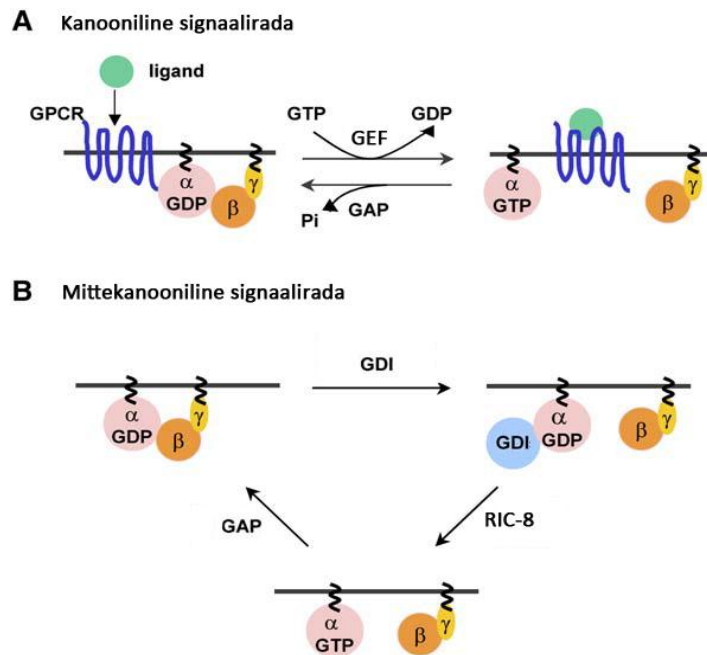 A Kanooniline signaalirada
ligand
GPCR
GTP GDP
GEF
α
GDP
β
γ
Pi
GAP
α
GTP
β
γ
B Mittekanooniline signaalirada
GDI
α
GDP
β
γ
GDI
α
GDP
β
γ
GAP
RIC-8
α
GTP
β
γ